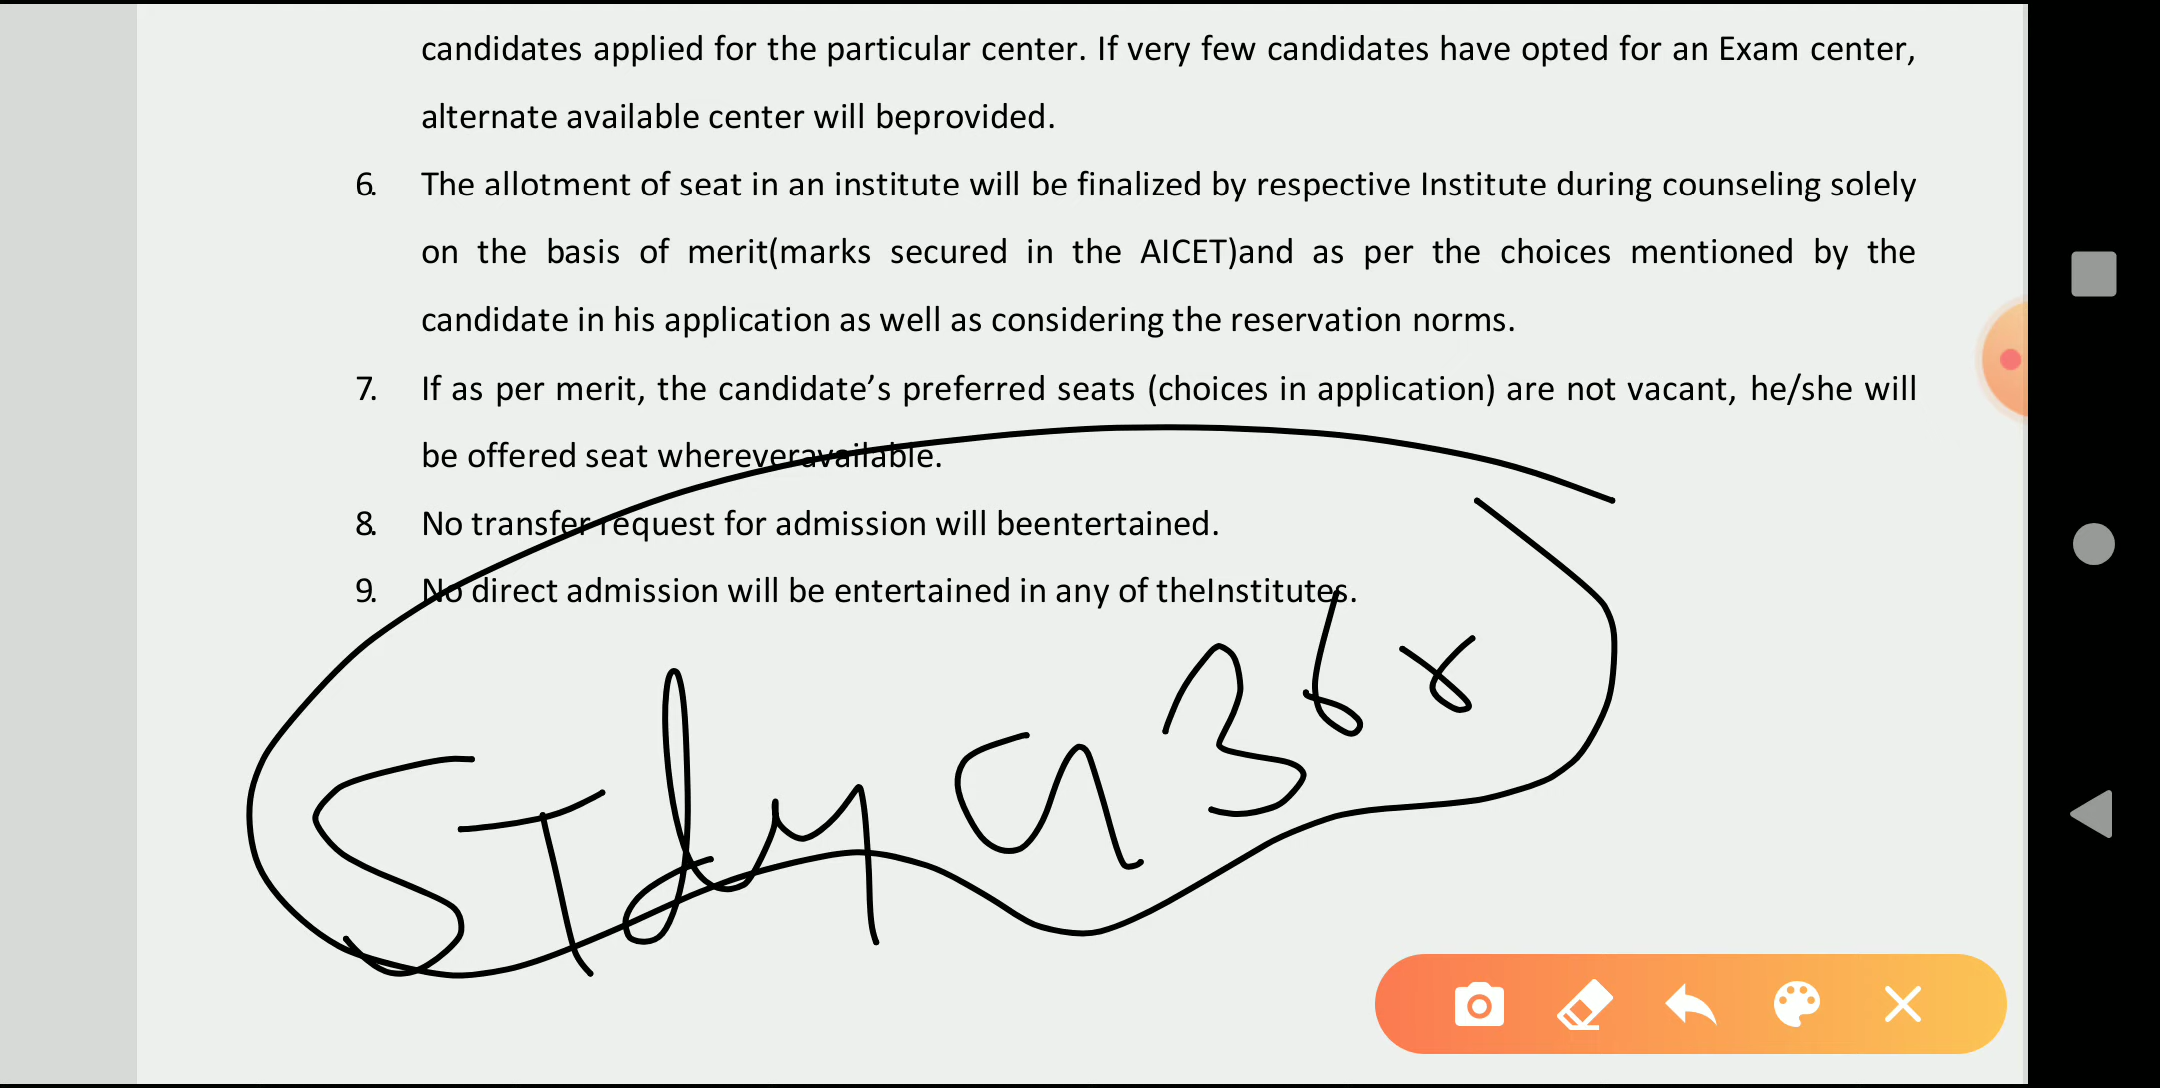 candidates applied for the particular center. If very few candidates have opted for an Exam center,
alternate available center will beprovided.
6. The allotment of seat in an institute will be finalized by respective Institute during counseling solely
on the basis of merit(marks secured in the AICET)and as per the choices mentioned by the
candidate in his application as well as considering the reservation norms.
7. If as per merit, the candidate’s preferred seats (choices in application) are not vacant, he/she will
be offered seat whereveravailable.
8. No transfer request for admission will beentertained.
9. No direct admission will be entertained in any of theInstitutes.